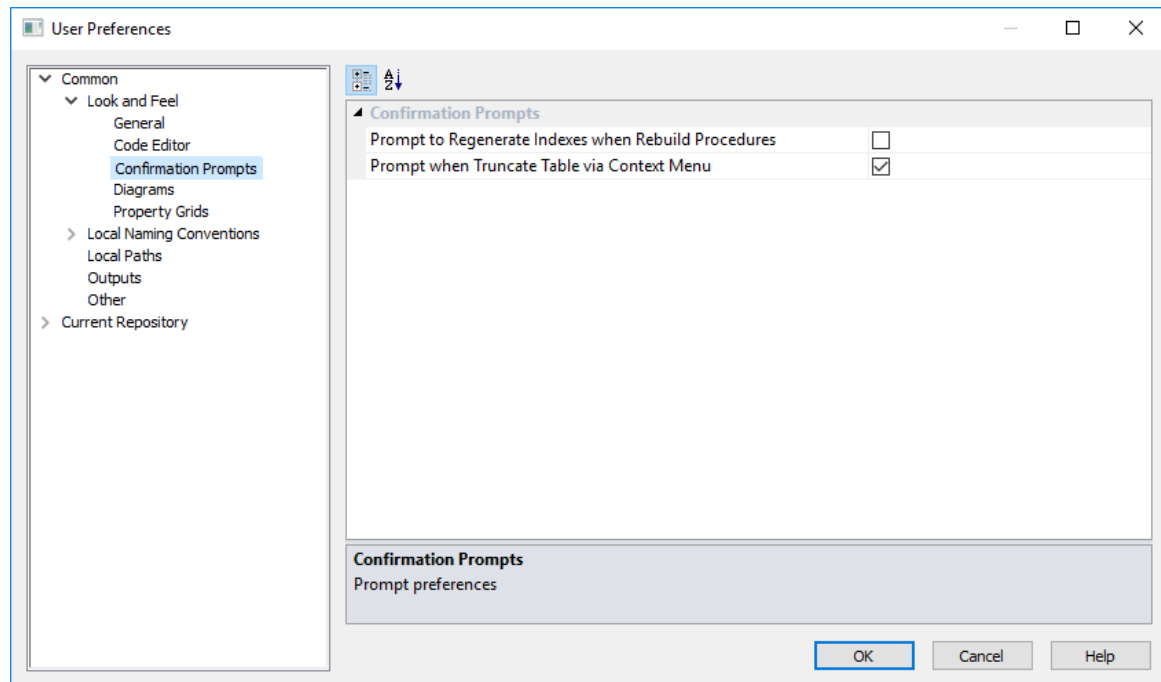 User Preferences
Common
Look and Feel
General
Code Editor
Confirmation Prompts
Diagrams
Property Grids
Local Naming Conventions
Local Paths
Outputs
Other
Current Repository
Confirmation Prompts
Prompt to Regenerate Indexes when Rebuild Procedures
Prompt when Truncate Table via Context Menu
Confirmation Prompts
Prompt preferences
OK Cancel Help